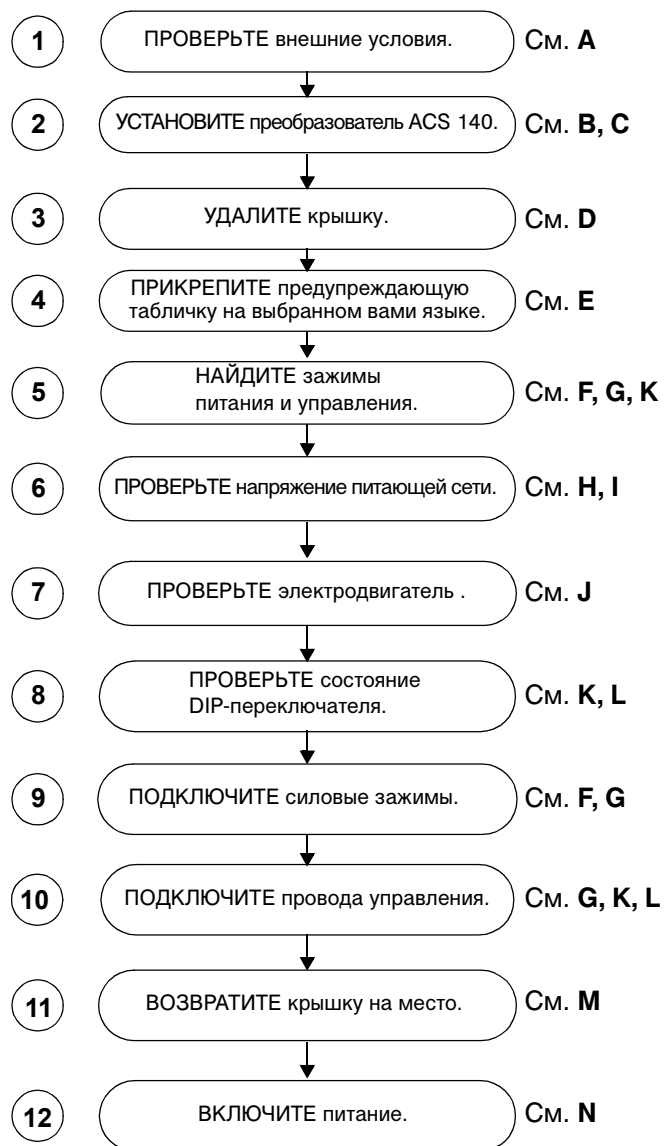 1 ПРОВЕРЬТЕ внешние условия. См. A
2 УСТАНОВИТЕ преобразователь ACS 140. См. B, C
3 УДАЛИТЕ крышку. См. D
4 ПРИКРЕПИТЕ предупреждающую
табличку на выбранном вами языке. См. E
5 НАЙДИТЕ зажимы
питания и управления. См. F, G, K
6 ПРОВЕРЬТЕ напряжение питающей сети. См. H, I
7 ПРОВЕРЬТЕ электродвигатель . См. J
8 ПРОВЕРЬТЕ состояние
DIP-переключателя. См. K, L
9 ПОДКЛЮЧИТЕ силовые зажимы. См. F, G
10 ПОДКЛЮЧИТЕ провода управления. См. G, K, L
11 ВОЗВРАТИТЕ крышку на место. См. M
12 ВКЛЮЧИТЕ питание. См. N